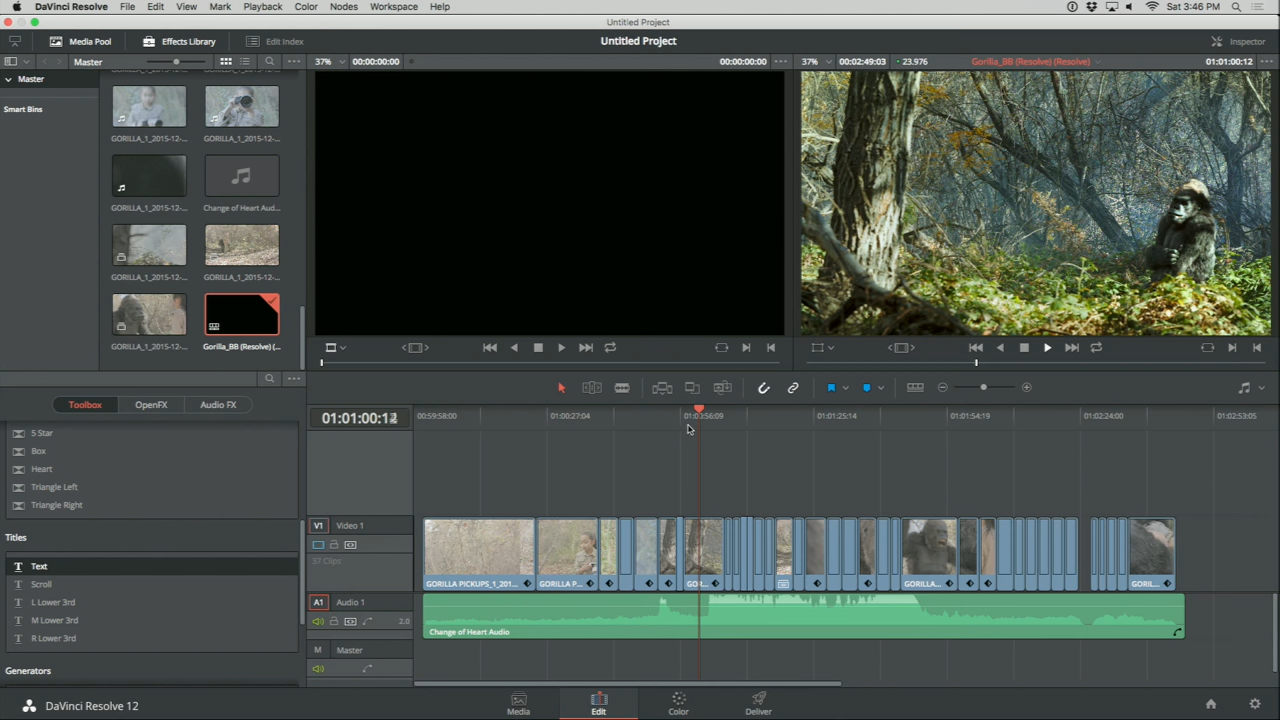 DaVinci Resolve File Edit View Mark Playback Color Nodes Workspace Help Sat 3:46 PM
Untitled Project
Media Pool Effects Library Edit Index Untitled Project Inspector
Master 37% 00:00:00:00 00:00:00:00 37% 00:02:49:03 23.976 Gorilla_BB (Resolve) (Resolve) 01:01:00:12
Master
Smart Bins
GORILLA_1_2015-12-... GORILLA_1_2015-12-...
GORILLA_1_2015-12-... Change of Heart Aud...
GORILLA_1_2015-12-... GORILLA_1_2015-12-...
GORILLA_1_2015-12-... Gorilla_BB (Resolve) (...
Toolbox OpenFX Audio FX
5 Star
Box
Heart
Triangle Left
Triangle Right
Titles
Text
Scroll
L Lower 3rd
M Lower 3rd
R Lower 3rd
Generators
00:59:58:00 01:00:27:04 01:00:56:09 01:01:25:14 01:01:54:19 01:02:24:00 01:02:53:05
V1 Video 1
37 Clips
GORILLA PICKUPS_1_201... GORILLA P... GOR... GORILLA... GORIL...
A1 Audio 1
2.0
Change of Heart Audio
M Master
DaVinci Resolve 12 Media Edit Color Deliver